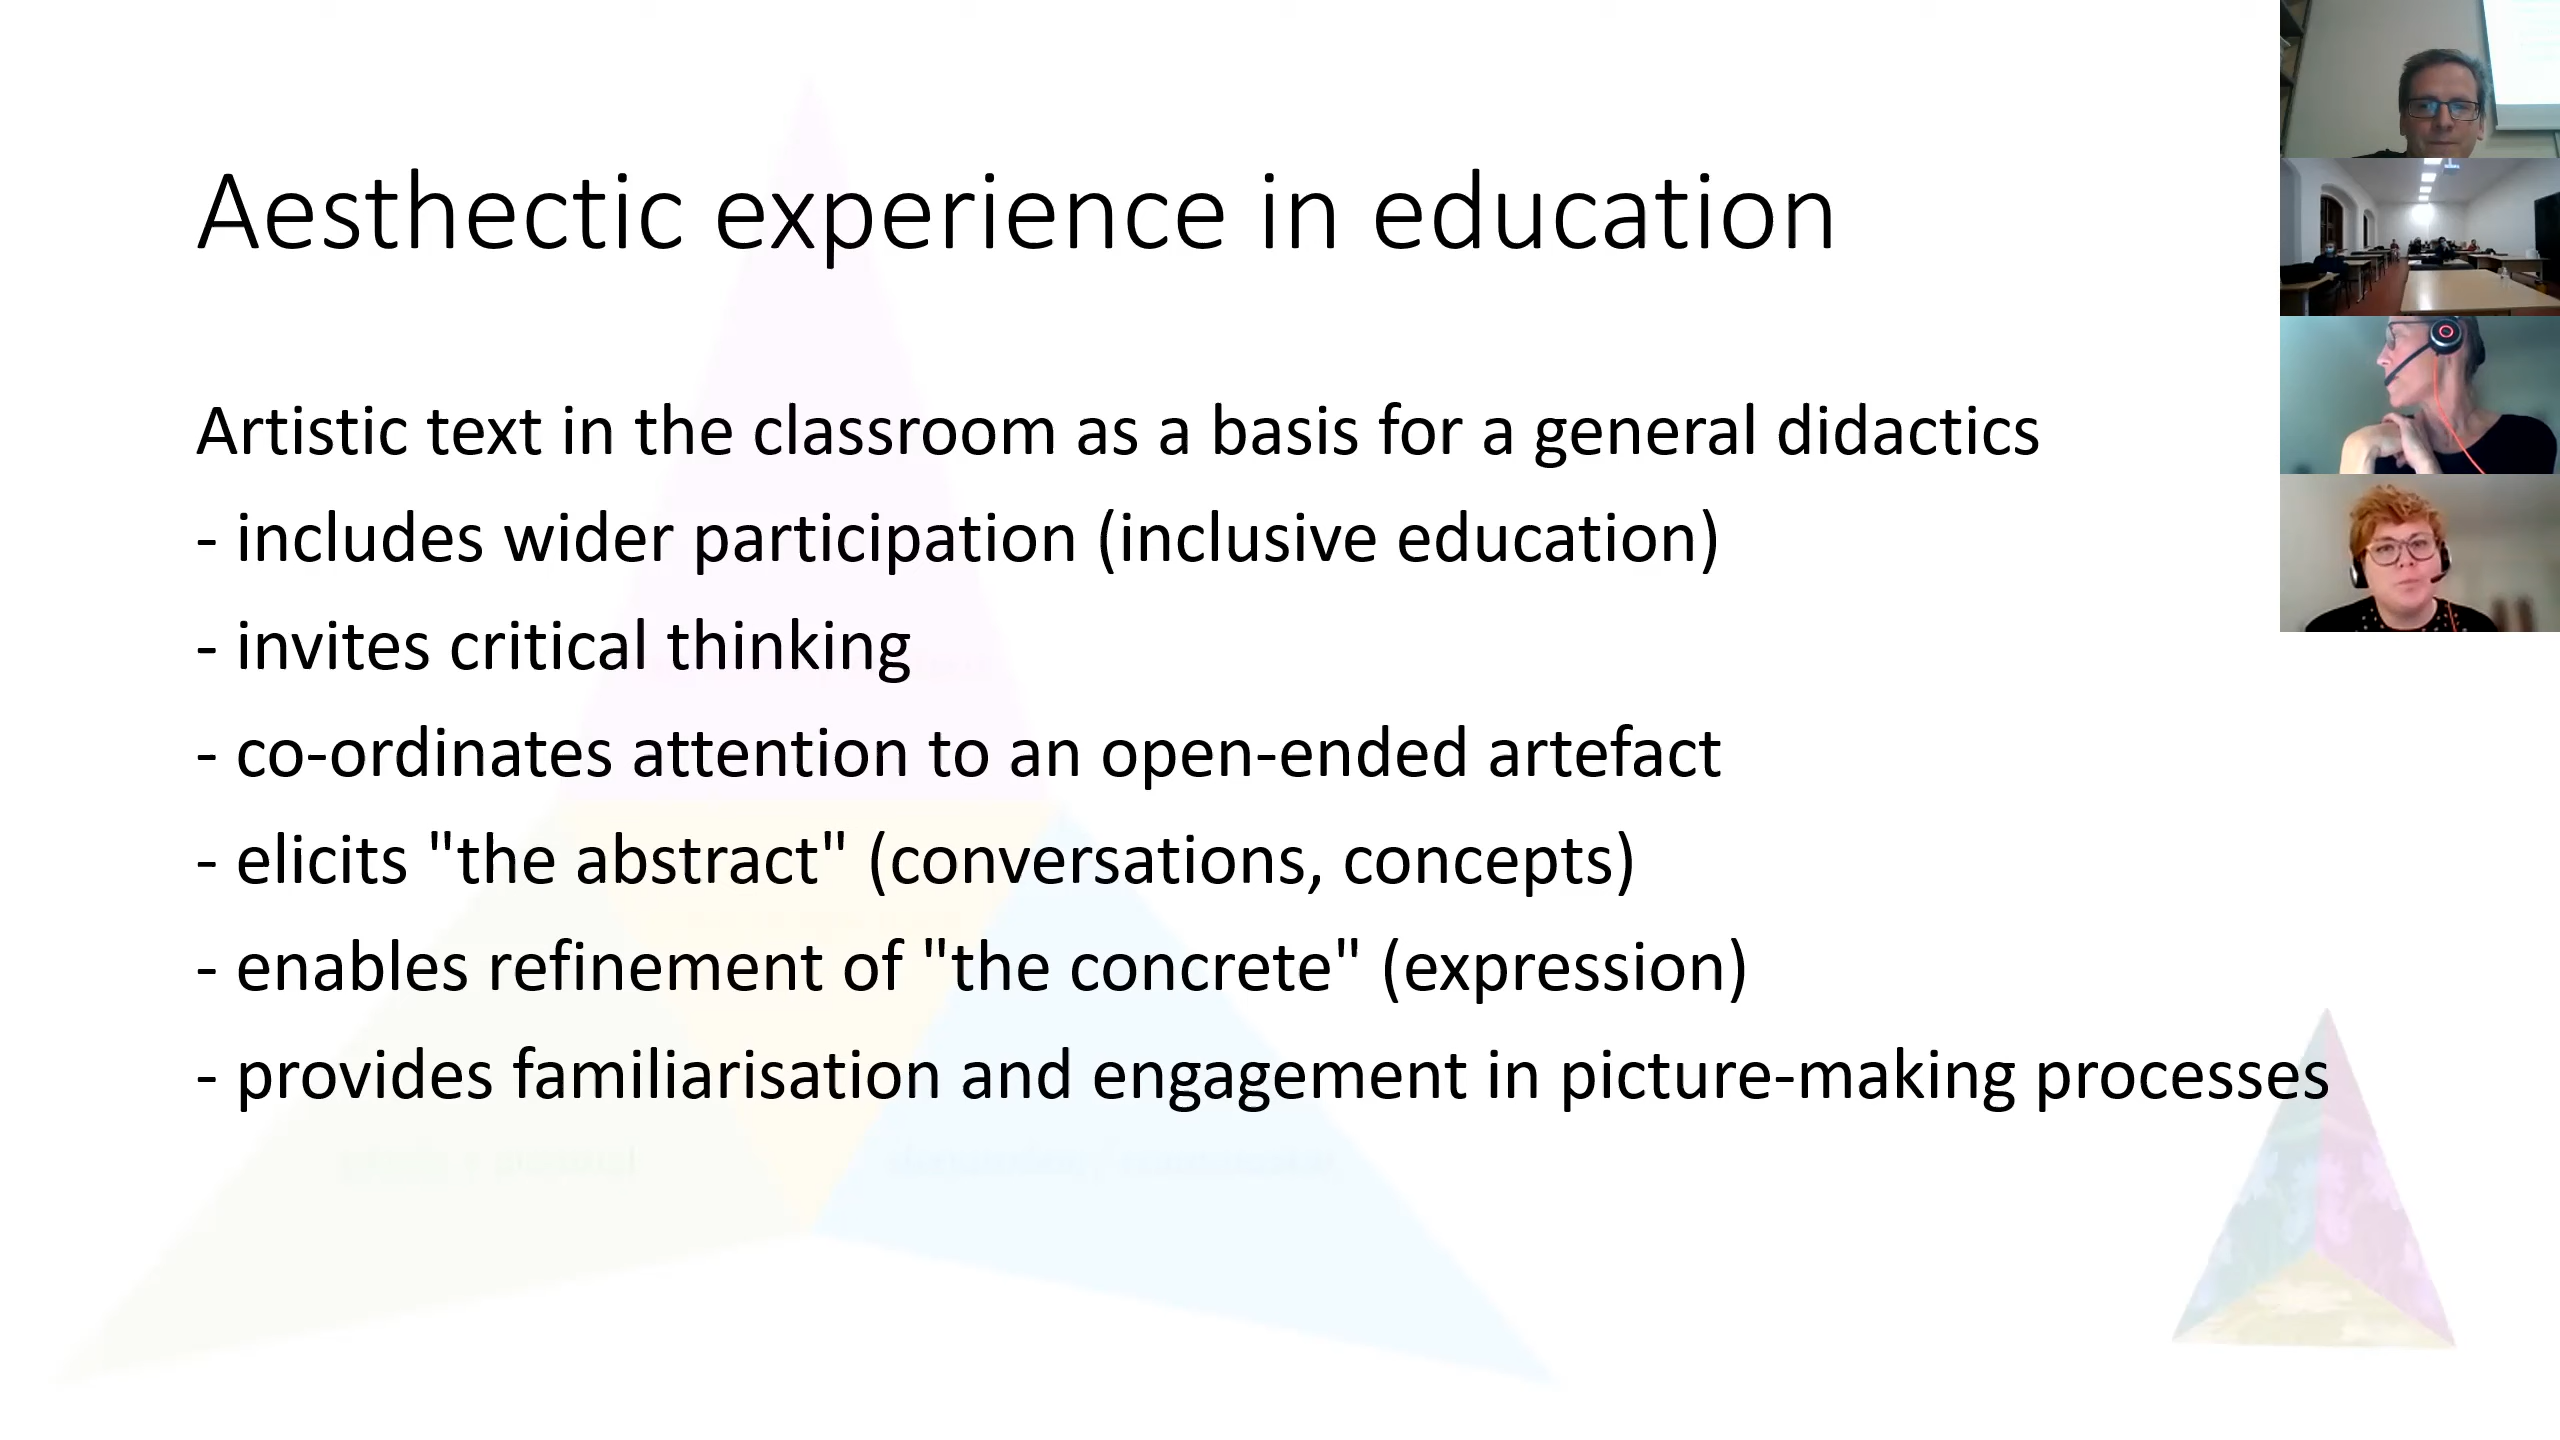 Aesthectic experience in education
Artistic text in the classroom as a basis for a general didactics
- includes wider participation (inclusive education)
- invites critical thinking
- co-ordinates attention to an open-ended artefact
- elicits "the abstract" (conversations, concepts)
- enables refinement of "the concrete" (expression)
- provides familiarisation and engagement in picture-making processes